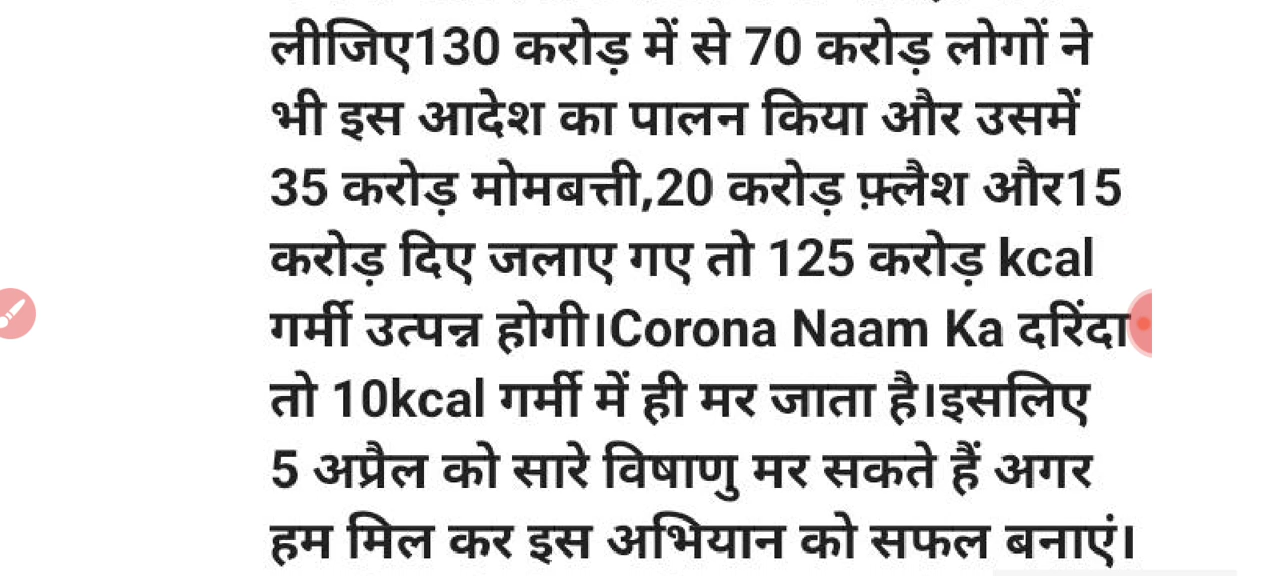 लीजिए130 करोड़ में से 70 करोड़ लोगों ने
भी इस आदेश का पालन किया और उसमें
35 करोड़ मोमबत्ती,20 करोड़ फ़्लैश और15
करोड़ दिए जलाए गए तो 125 करोड़ kcal
गर्मी उत्पन्न होगी।Corona Naam Ka दरिंदा
तो 10kcal गर्मी में ही मर जाता है।इसलिए
5 अप्रैल को सारे विषाणु मर सकते हैं अगर
हम मिल कर इस अभियान को सफल बनाएं।